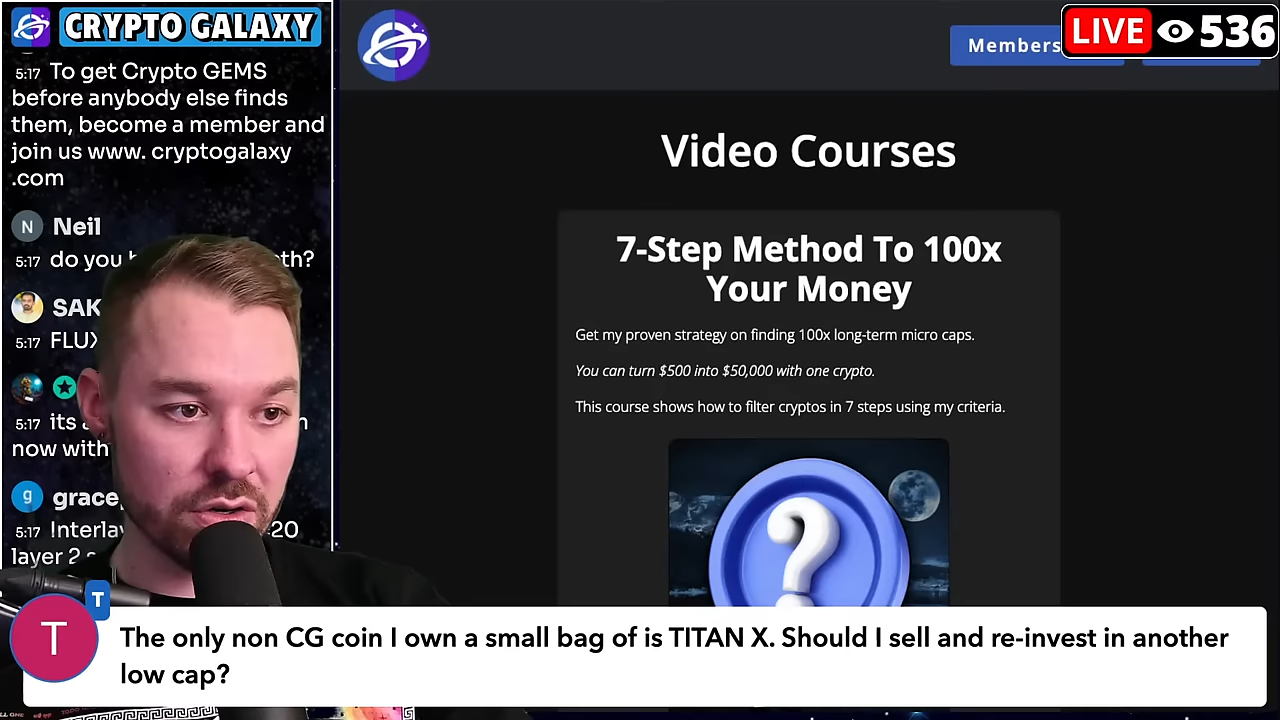 CRYPTO GALAXY
5:17 To get Crypto GEMS
before anybody else finds
them, become a member and
join us www. cryptogalaxy
.com
N Neil
5:17 do you
th?
SAK
5:17 FLUX
5:17 its
now with
g grace
5:17
20
layer 2
Members
LIVE 536
Video Courses
7-Step Method To 100x
Your Money
Get my proven strategy on finding 100x long-term micro caps.
You can turn $500 into $50,000 with one crypto.
This course shows how to filter cryptos in 7 steps using my criteria.
?
T
T
The only non CG coin I own a small bag of is TITAN X. Should I sell and re-invest in another
low cap?